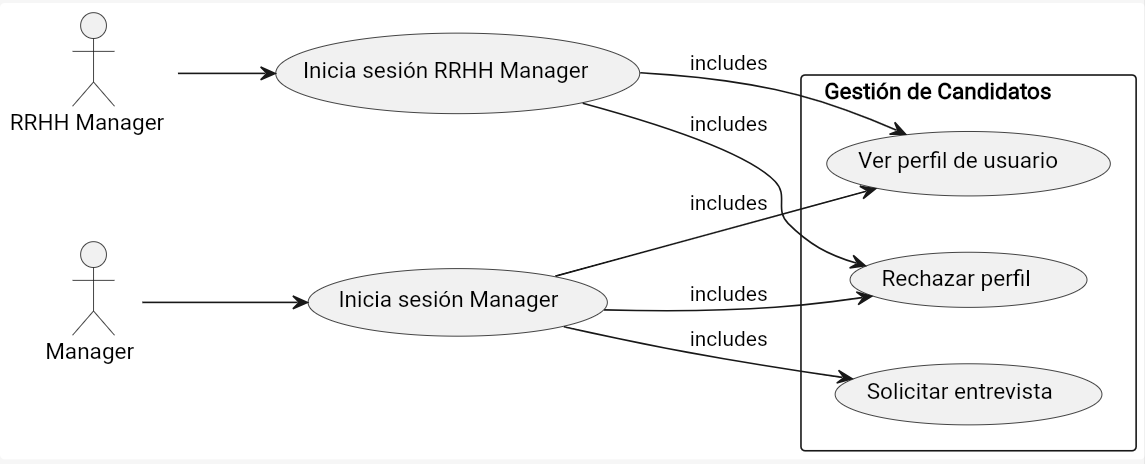 RRHH Manager
Inicia sesión RRHH Manager
includes
includes
Gestión de Candidatos
Ver perfil de usuario
Manager
Inicia sesión Manager
includes
includes
includes
Rechazar perfil
Solicitar entrevista